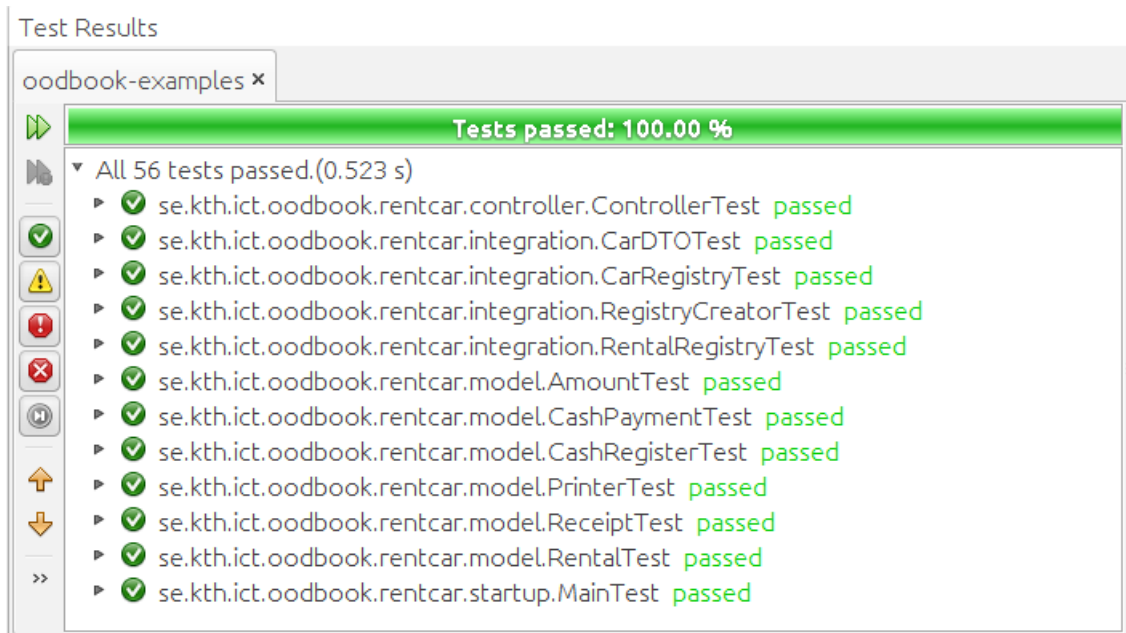 Test Results
oodbook-examples ×
Tests passed: 100.00 %
All 56 tests passed.(0.523 s)
se.kth.ict.oodbook.rentcar.controller.ControllerTest passed
se.kth.ict.oodbook.rentcar.integration.CarDTOTest passed
se.kth.ict.oodbook.rentcar.integration.CarRegistryTest passed
se.kth.ict.oodbook.rentcar.integration.RegistryCreatorTest passed
se.kth.ict.oodbook.rentcar.integration.RentalRegistryTest passed
se.kth.ict.oodbook.rentcar.model.AmountTest passed
se.kth.ict.oodbook.rentcar.model.CashPaymentTest passed
se.kth.ict.oodbook.rentcar.model.CashRegisterTest passed
se.kth.ict.oodbook.rentcar.model.PrinterTest passed
se.kth.ict.oodbook.rentcar.model.ReceiptTest passed
se.kth.ict.oodbook.rentcar.model.RentalTest passed
se.kth.ict.oodbook.rentcar.startup.MainTest passed